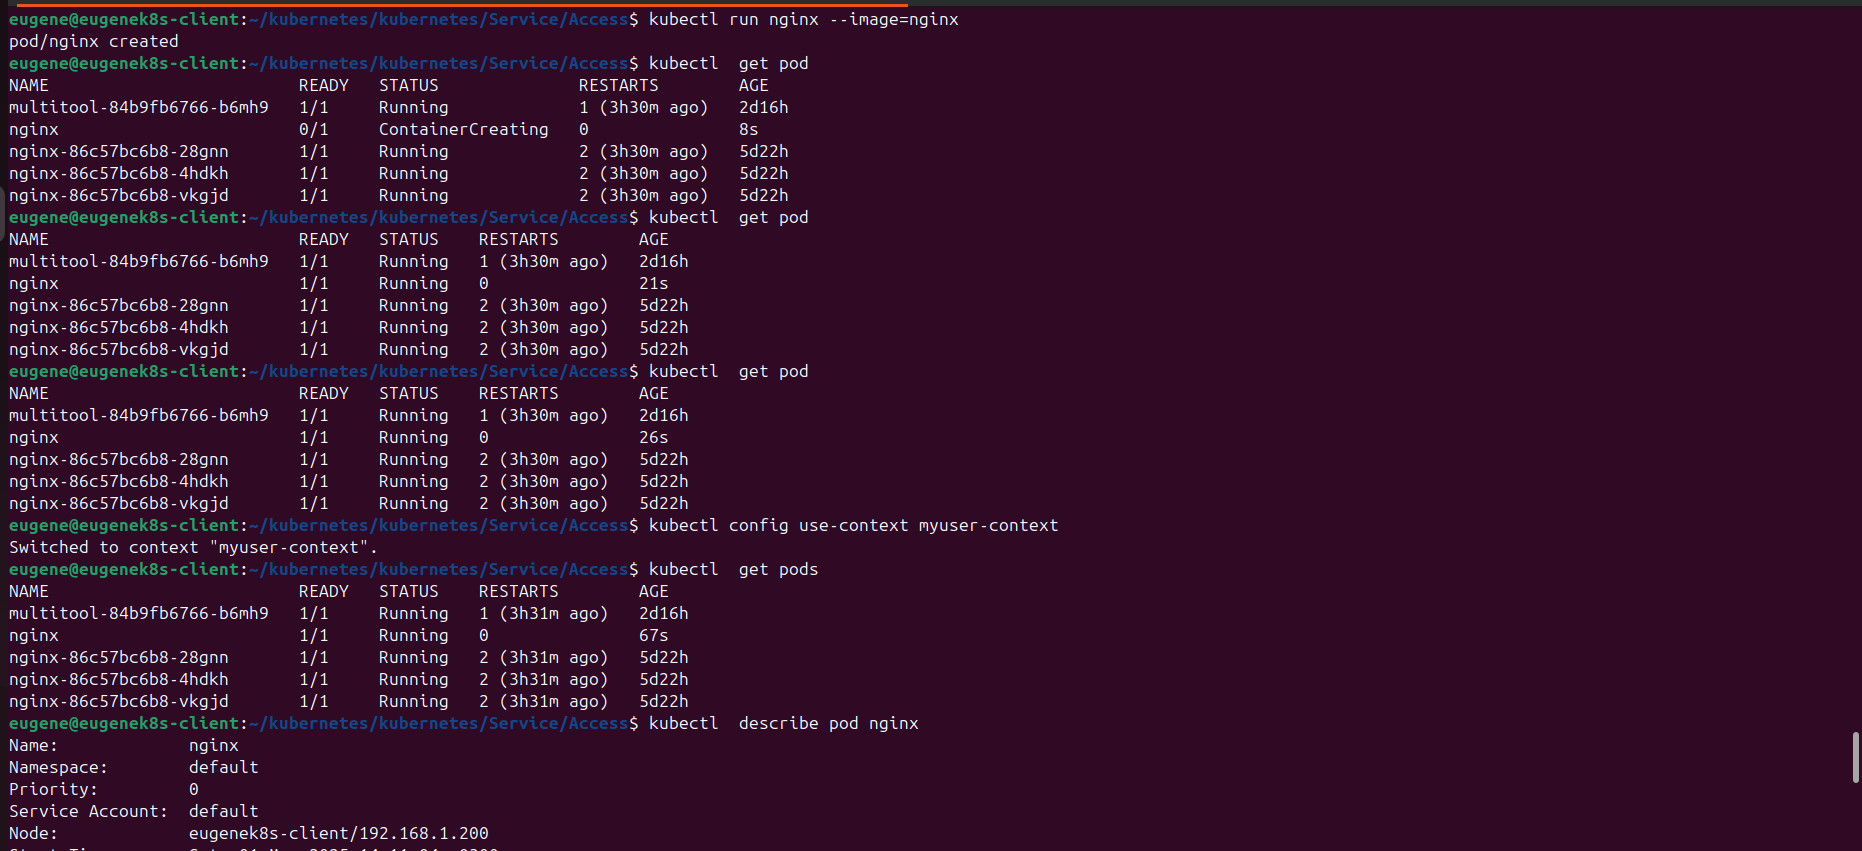 eugene@eugenek8s-client:~/kubernetes/kubernetes/Service/Access$ kubectl run nginx --image=nginx
pod/nginx created
eugene@eugenek8s-client:~/kubernetes/kubernetes/Service/Access$ kubectl  get pod
NAME                         READY   STATUS              RESTARTS        AGE
multitool-84b9fb6766-b6mh9   1/1     Running             1 (3h30m ago)   2d16h
nginx                        0/1     ContainerCreating   0               8s
nginx-86c57bc6b8-28gnn       1/1     Running             2 (3h30m ago)   5d22h
nginx-86c57bc6b8-4hdkh       1/1     Running             2 (3h30m ago)   5d22h
nginx-86c57bc6b8-vkgjd       1/1     Running             2 (3h30m ago)   5d22h
eugene@eugenek8s-client:~/kubernetes/kubernetes/Service/Access$ kubectl  get pod
NAME                         READY   STATUS    RESTARTS        AGE
multitool-84b9fb6766-b6mh9   1/1     Running   1 (3h30m ago)   2d16h
nginx                        1/1     Running   0               21s
nginx-86c57bc6b8-28gnn       1/1     Running   2 (3h30m ago)   5d22h
nginx-86c57bc6b8-4hdkh       1/1     Running   2 (3h30m ago)   5d22h
nginx-86c57bc6b8-vkgjd       1/1     Running   2 (3h30m ago)   5d22h
eugene@eugenek8s-client:~/kubernetes/kubernetes/Service/Access$ kubectl  get pod
NAME                         READY   STATUS    RESTARTS        AGE
multitool-84b9fb6766-b6mh9   1/1     Running   1 (3h30m ago)   2d16h
nginx                        1/1     Running   0               26s
nginx-86c57bc6b8-28gnn       1/1     Running   2 (3h30m ago)   5d22h
nginx-86c57bc6b8-4hdkh       1/1     Running   2 (3h30m ago)   5d22h
nginx-86c57bc6b8-vkgjd       1/1     Running   2 (3h30m ago)   5d22h
eugene@eugenek8s-client:~/kubernetes/kubernetes/Service/Access$ kubectl config use-context myuser-context
Switched to context "myuser-context".
eugene@eugenek8s-client:~/kubernetes/kubernetes/Service/Access$ kubectl  get pods
NAME                         READY   STATUS    RESTARTS        AGE
multitool-84b9fb6766-b6mh9   1/1     Running   1 (3h31m ago)   2d16h
nginx                        1/1     Running   0               67s
nginx-86c57bc6b8-28gnn       1/1     Running   2 (3h31m ago)   5d22h
nginx-86c57bc6b8-4hdkh       1/1     Running   2 (3h31m ago)   5d22h
nginx-86c57bc6b8-vkgjd       1/1     Running   2 (3h31m ago)   5d22h
eugene@eugenek8s-client:~/kubernetes/kubernetes/Service/Access$ kubectl  describe pod nginx
Name:             nginx
Namespace:        default
Priority:         0
Service Account:  default
Node:             eugenek8s-client/192.168.1.200